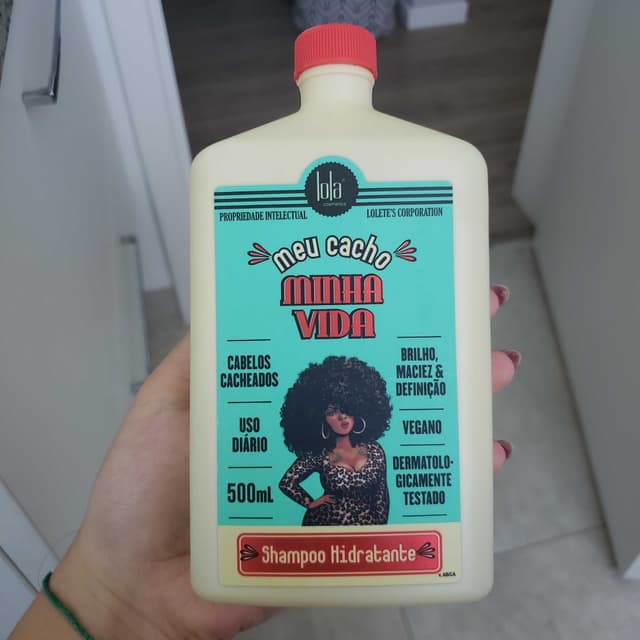 lola
COSMETICS
PROPRIEDADE INTELECTUAL
LOLETE'S CORPORATION
meu cacho
MINHA
VIDA
CABELOS
CACHEADOS
USO
DIÁRIO
500mL
BRILHO,
MACIEZ &
DEFINIÇÃO
VEGANO
DERMATOLO-
GICAMENTE
TESTADO
Shampoo Hidratante